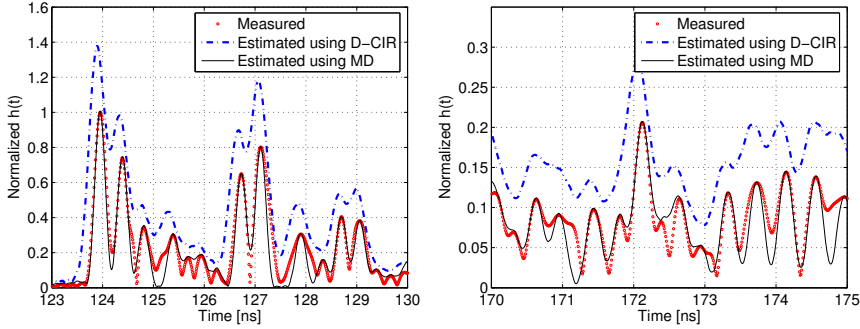 Normalized h(t)
1.6
1.4
1.2
1
0.8
0.6
0.4
0.2
0
123 124 125 126 127 128 129 130
Time [ns]
Measured
Estimated using D−CIR
Estimated using MD
Normalized h(t)
0.35
0.3
0.25
0.2
0.15
0.1
0.05
0
170 171 172 173 174 175
Time [ns]
Measured
Estimated using D−CIR
Estimated using MD